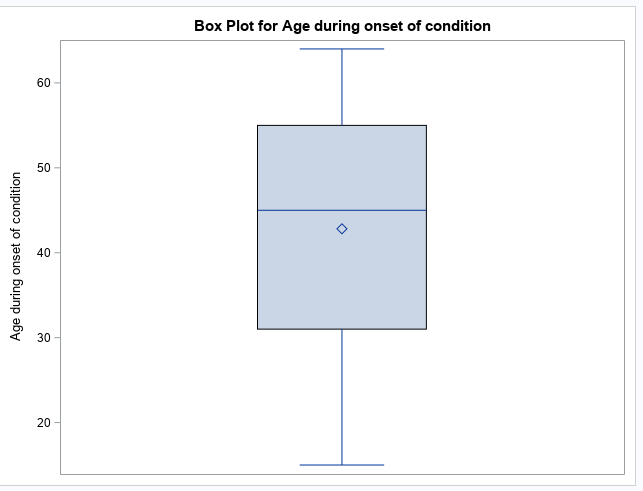 Box Plot for Age during onset of condition
60
50
40
30
20
Age during onset of condition